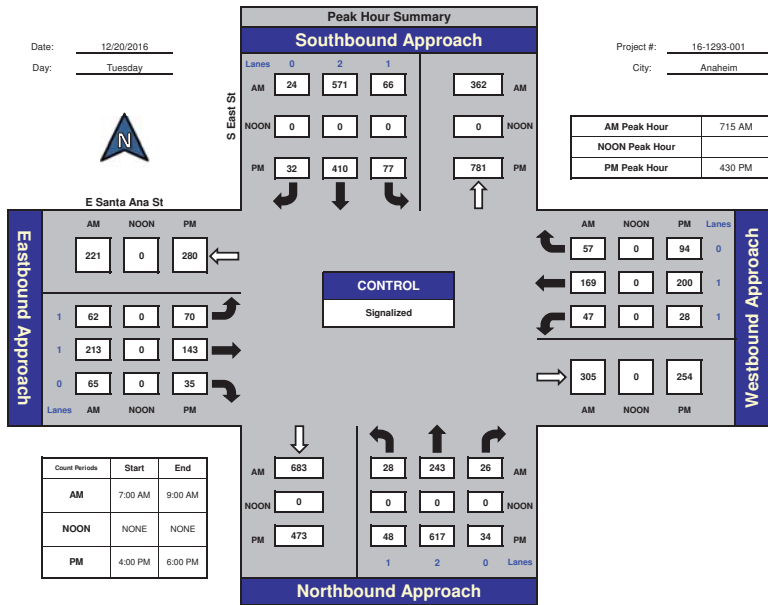 Peak Hour Summary
Southbound Approach
Date: 12/20/2016
Day: Tuesday
Project #: 16-1293-001
City: Anaheim
N
S East St
Lanes 0 2 1
AM 24 571 66 362 AM
NOON 0 0 0 0 NOON
PM 32 410 77 781 PM
AM Peak Hour 715 AM
NOON Peak Hour
PM Peak Hour 430 PM
E Santa Ana St
Eastbound Approach
AM NOON PM
221 0 280
1 62 0 70
1 213 0 143
0 65 0 35
Lanes AM NOON PM
CONTROL
Signalized
AM NOON PM Lanes
57 0 94 0
169 0 200 1
47 0 28 1
305 0 254
AM NOON PM
Westbound Approach
Count Periods Start End
AM 7:00 AM 9:00 AM
NOON NONE NONE
PM 4:00 PM 6:00 PM
AM 683 28 243 26 AM
NOON 0 0 0 0 NOON
PM 473 48 617 34 PM
1 2 0 Lanes
Northbound Approach